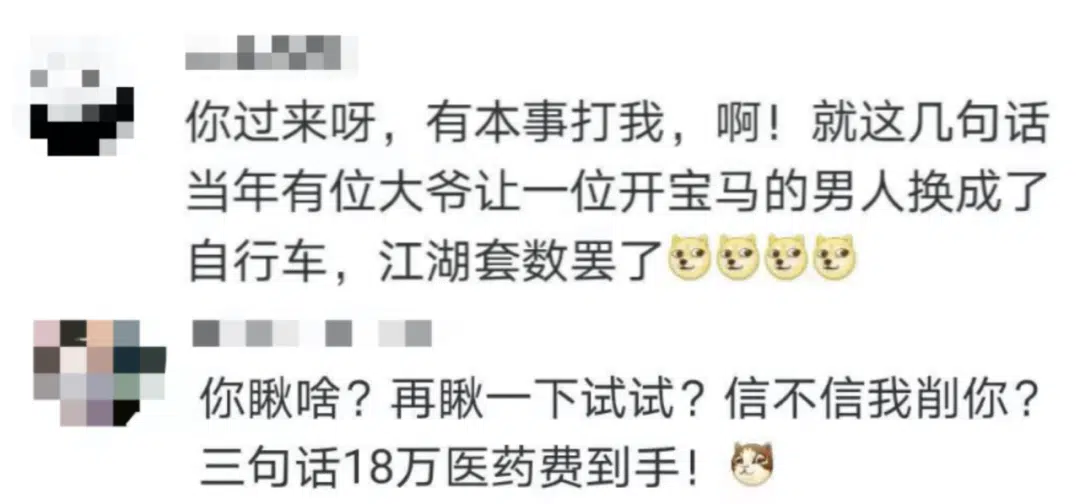 你过来呀，有本事打我，啊！就这几句话
当年有位大爷让一位开宝马的男人换成了
自行车，江湖套数罢了
你瞅啥？再瞅一下试试？信不信我削你？
三句话18万医药费到手！